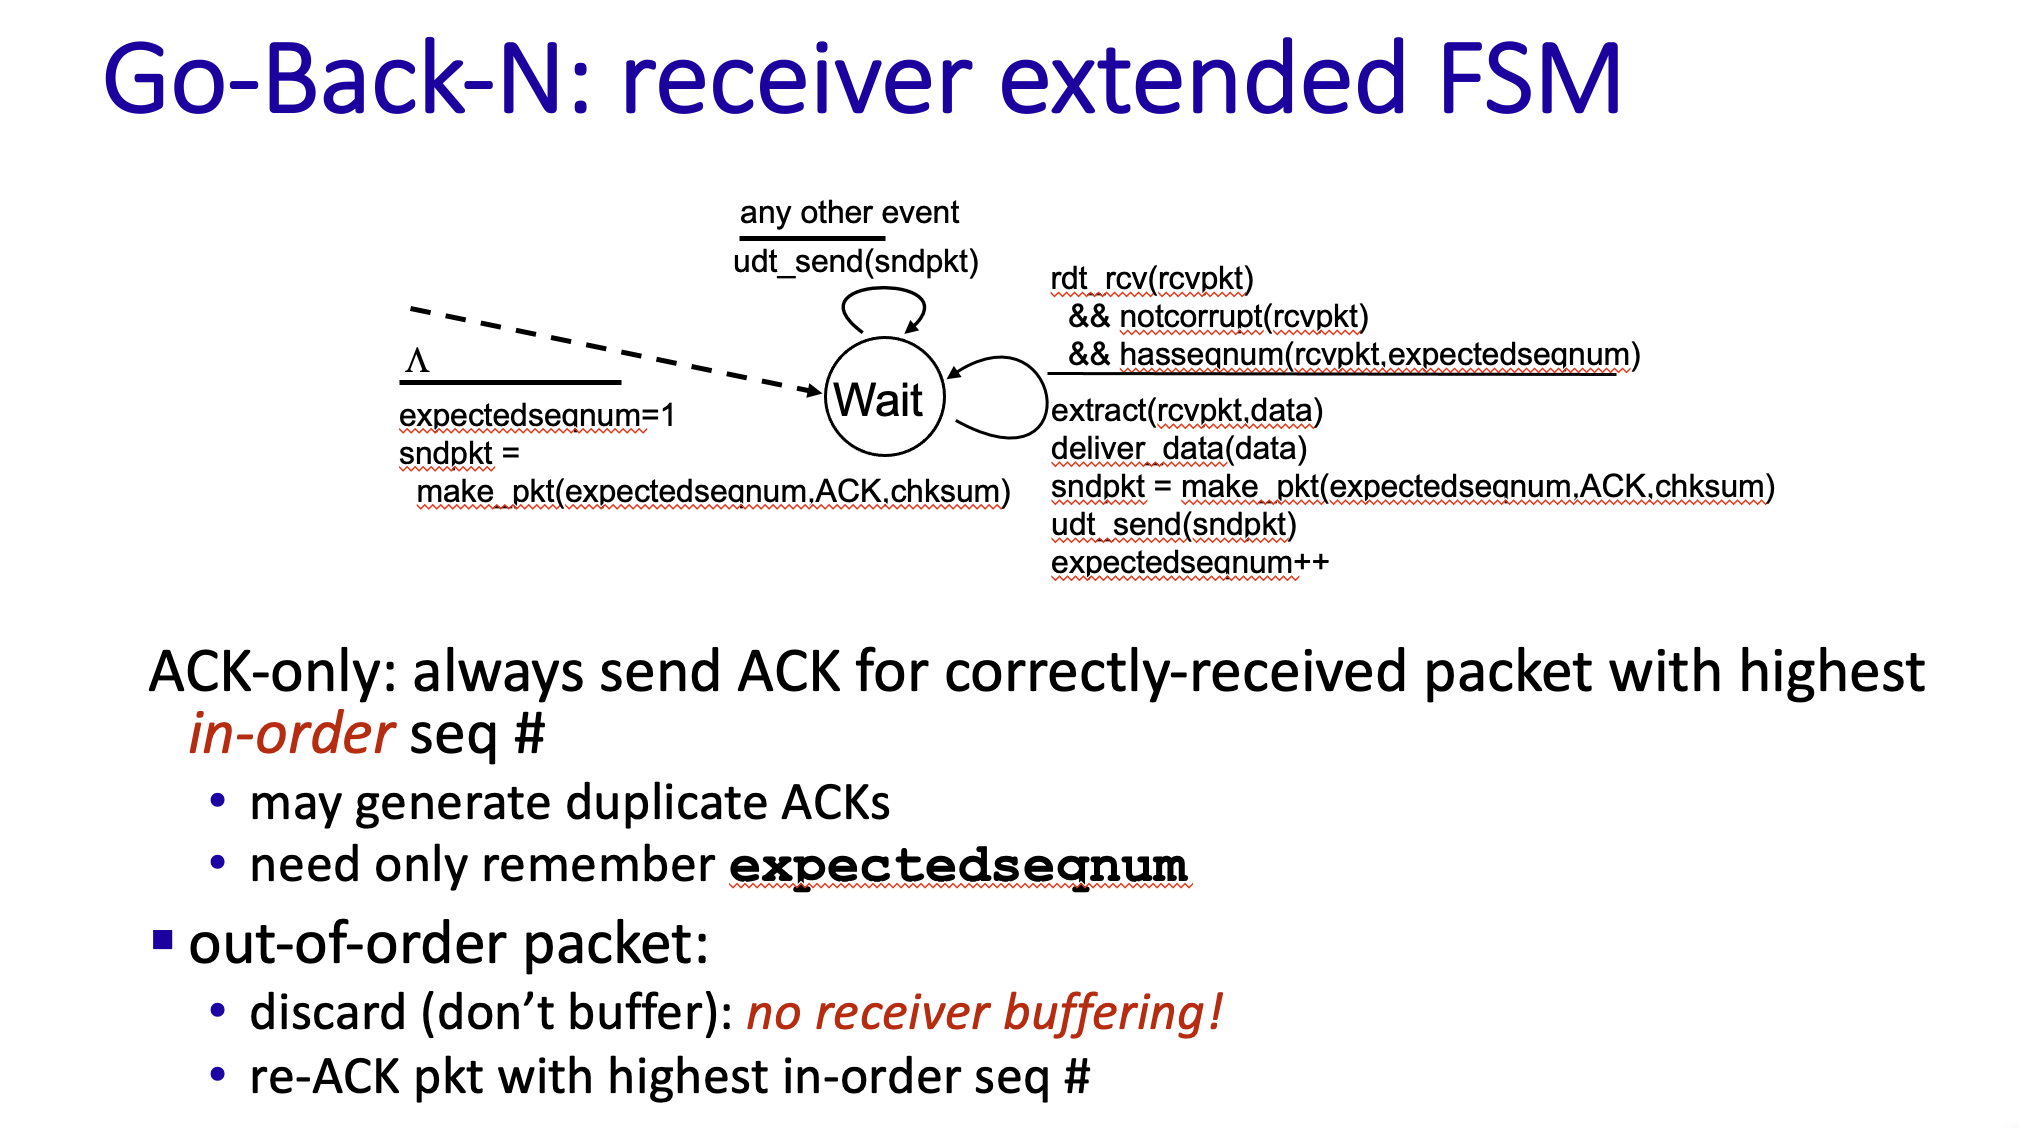 Go-Back-N: receiver extended FSM
any other event
udt_send(sndpkt)
rdt_rcv(rcvpkt)
&& notcorrupt(rcvpkt)
&& hasseqnum(rcvpkt,expectedseqnum)
Λ
Wait
expectedseqnum=1
sndpkt =
make_pkt(expectedseqnum,ACK,chksum)
extract(rcvpkt,data)
deliver_data(data)
sndpkt = make_pkt(expectedseqnum,ACK,chksum)
udt_send(sndpkt)
expectedseqnum++
ACK-only: always send ACK for correctly-received packet with highest
in-order seq #
• may generate duplicate ACKs
• need only remember expectedseqnum
▪ out-of-order packet:
• discard (don’t buffer): no receiver buffering!
• re-ACK pkt with highest in-order seq #